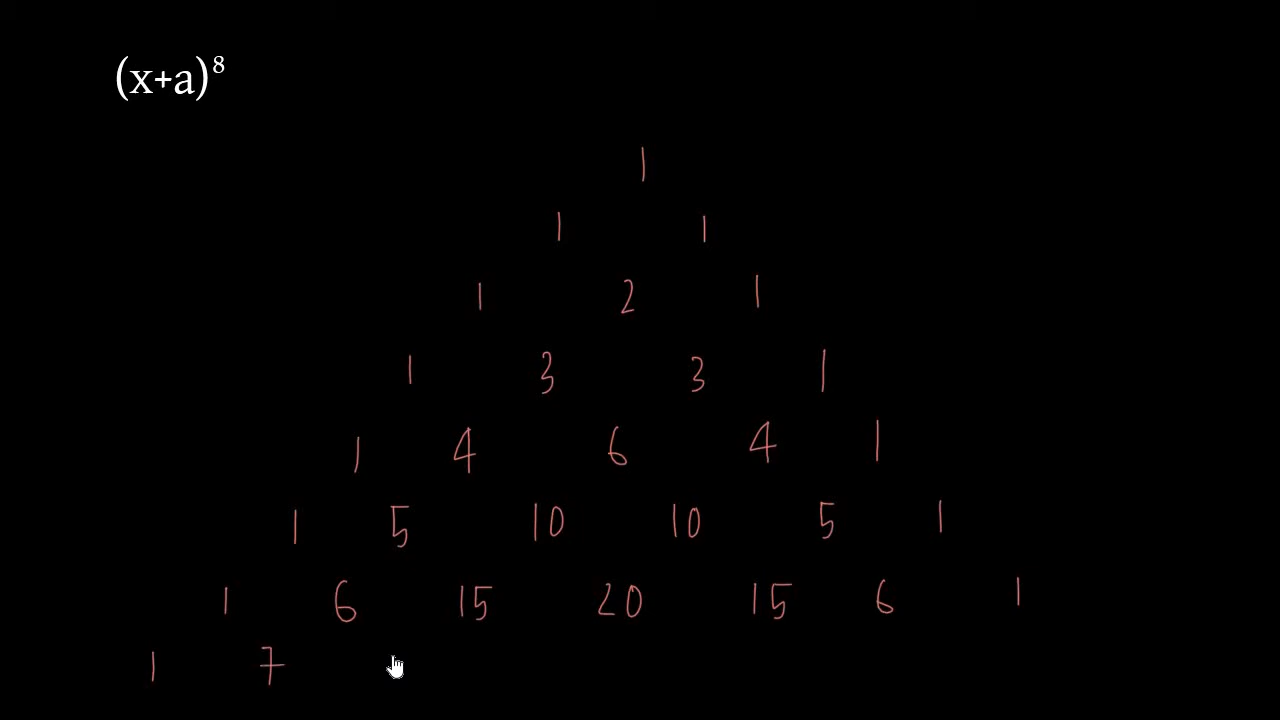 (x+a)⁸
1
1 1
1 2 1
1 3 3 1
1 4 6 4 1
1 5 10 10 5 1
1 6 15 20 15 6 1
1 7